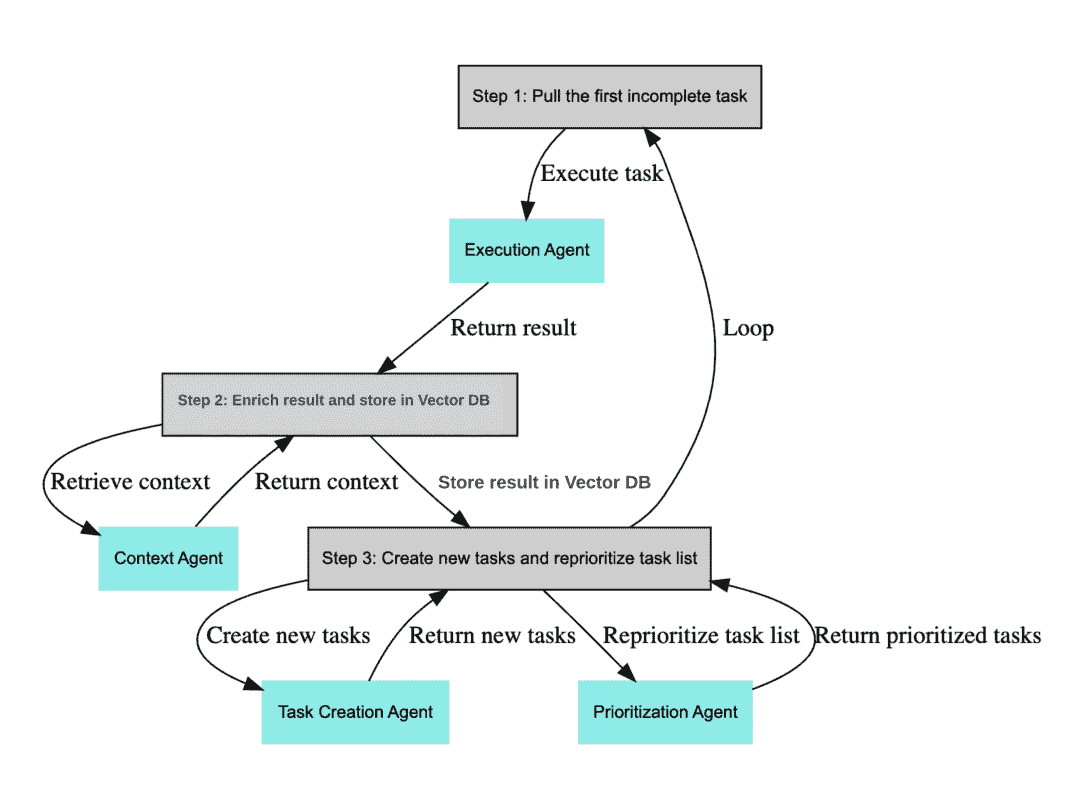 Step 1: Pull the first incomplete task
Execute task
Execution Agent
Return result
Loop
Step 2: Enrich result and store in Vector DB
Retrieve context
Return context
Store result in Vector DB
Context Agent
Step 3: Create new tasks and reprioritize task list
Create new tasks
Return new tasks
Reprioritize task list
Return prioritized tasks
Task Creation Agent
Prioritization Agent